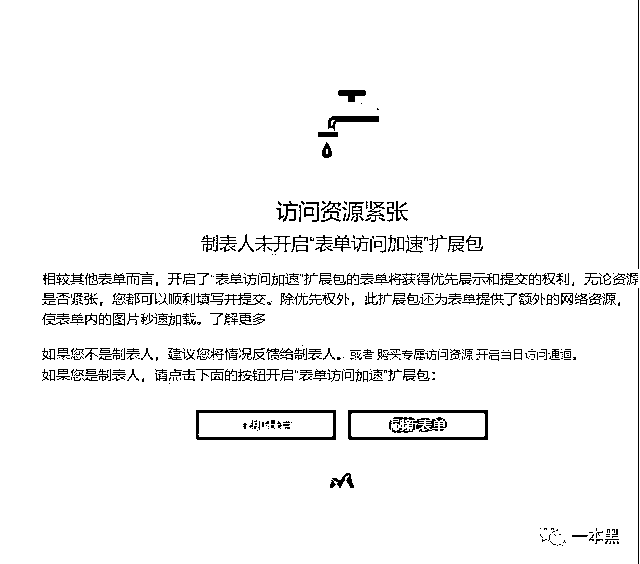 访问资源紧张
制表人未开启“表单访问加速”扩展包
相较其他表单而言，开启了“表单访问加速”扩展包的表单将获得优先展示和提交的权利，无论资源
是否紧张，您都可以顺利填写并提交。除优先权外，此扩展包还为表单提供了额外的网络资源，
使表单内的图片秒速加载。了解更多
如果您不是制表人，建议您将情况反馈给制表人。或者 购买专属访问资源 开启当日访问通道。
如果您是制表人，请点击下面的按钮开启“表单访问加速”扩展包：
刷新表单
一本黑